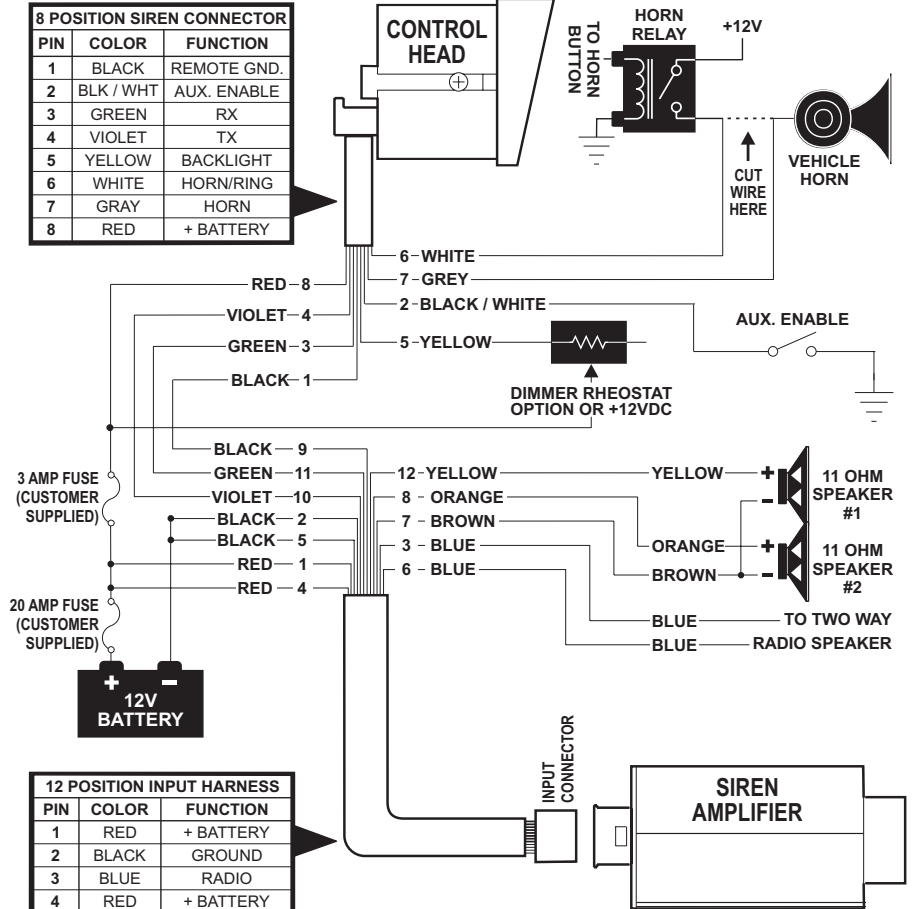 8 POSITION SIREN CONNECTOR
PIN COLOR FUNCTION
1 BLACK REMOTE GND.
2 BLK / WHT AUX. ENABLE
3 GREEN RX
4 VIOLET TX
5 YELLOW BACKLIGHT
6 WHITE HORN/RING
7 GRAY HORN
8 RED + BATTERY
CONTROL
HEAD
TO HORN
BUTTON
HORN
RELAY
+12V
CUT
WIRE
HERE
VEHICLE
HORN
6 WHITE
7 GREY
2 BLACK / WHITE
5 YELLOW
RED 8
VIOLET 4
GREEN 3
BLACK 1
AUX. ENABLE
DIMMER RHEOSTAT
OPTION OR +12VDC
BLACK 9
GREEN 11
VIOLET 10
BLACK 2
BLACK 5
RED 1
RED 4
12 YELLOW
8 ORANGE
7 BROWN
3 BLUE
6 BLUE
YELLOW + -
11 OHM
SPEAKER
#1
ORANGE +
BROWN -
11 OHM
SPEAKER
#2
BLUE TO TWO WAY
BLUE RADIO SPEAKER
3 AMP FUSE
(CUSTOMER
SUPPLIED)
20 AMP FUSE
(CUSTOMER
SUPPLIED)
+ -
12V
BATTERY
12 POSITION INPUT HARNESS
PIN COLOR FUNCTION
1 RED + BATTERY
2 BLACK GROUND
3 BLUE RADIO
4 RED + BATTERY
INPUT
CONNECTOR
SIREN
AMPLIFIER